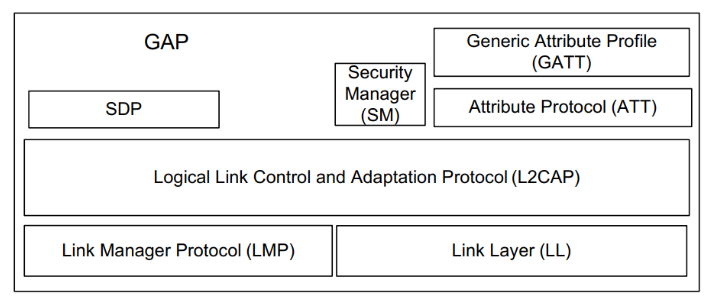 GAP
Generic Attribute Profile
(GATT)
Security
Manager
(SM)
SDP
Attribute Protocol (ATT)
Logical Link Control and Adaptation Protocol (L2CAP)
Link Manager Protocol (LMP)
Link Layer (LL)